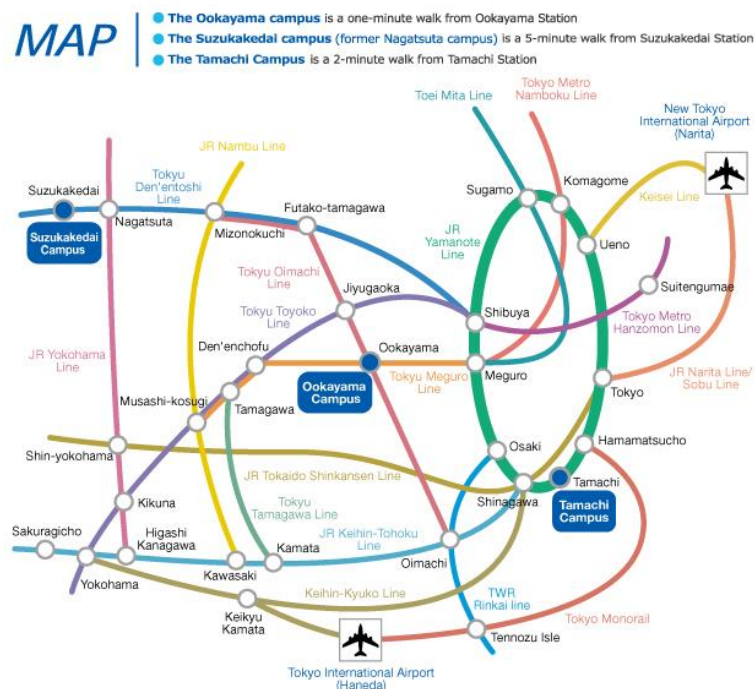 MAP
The Ookayama campus is a one-minute walk from Ookayama Station
The Suzukakedai campus (former Nagatsuta campus) is a 5-minute walk from Suzukakedai Station
The Tamachi Campus is a 2-minute walk from Tamachi Station
Toei Mita Line
Tokyo Metro
Namboku Line
New Tokyo
International Airport
(Narita)
JR Nambu Line
Suzukakedai
Tokyu
Den'entoshi
Line
Futako-tamagawa
Sugamo
Komagome
Keisei Line
Suzukakedai
Campus
Nagatsuta
Mizonokuchi
JR
Yamanote
Line
Ueno
Tokyu Oimachi
Line
Jiyugaoka
Suitengumae
Tokyu Toyoko
Line
Shibuya
Tokyo Metro
Hanzomon Line
JR Yokohama
Line
Den'enchofu
Ookayama
Ookayama
Campus
Tokyu Meguro
Line
Meguro
JR Narita Line/
Sobu Line
Tokyo
Musashi-kosugi
Tamagawa
Osaki
Hamamatsucho
Shin-yokohama
JR Tokaido Shinkansen Line
Tamachi
Shinagawa
Tamachi
Campus
Kikuna
Tokyu
Tamagawa Line
Sakuragicho
Higashi
Kanagawa
JR Keihin-Tohoku
Line
Kamata
Oimachi
Yokohama
Kawasaki
Keihin-Kyuko Line
TWR
Rinkai line
Keikyu
Kamata
Tokyo Monorail
Tennozu Isle
Tokyo International Airport
(Haneda)